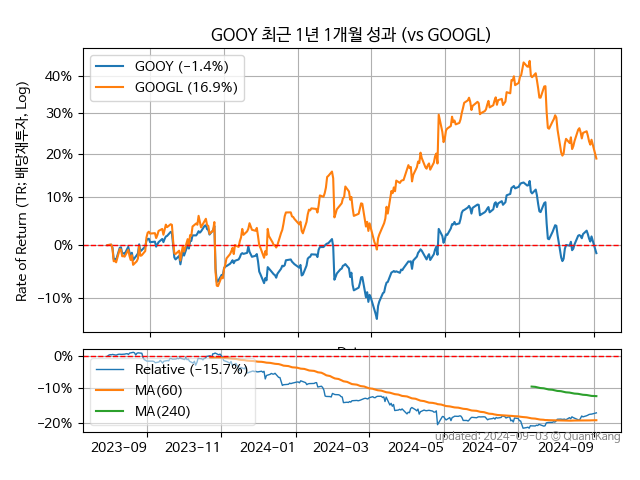 GOOY 최근 1년 1개월 성과 (vs GOOGL)
GOOY (−1.4%)
GOOGL (16.9%)
Rate of Return (TR: 배당재투자, Log)
40%
30%
20%
10%
0%
−10%
0%
−10%
−20%
Relative (−15.7%)
MA(60)
MA(240)
2023−09
2023−11
2024−01
2024−03
2024−05
2024−07
2024−09
updated: 2024−09−03 © QuantKang